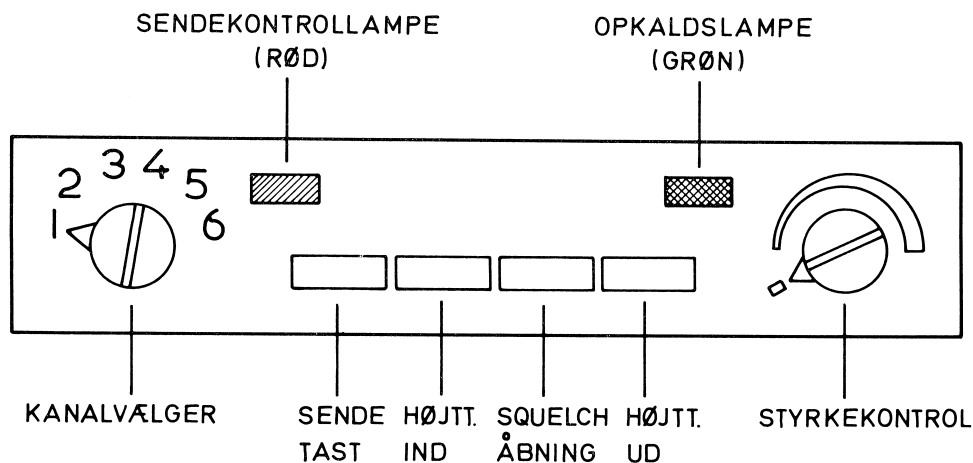 SENDEKONTROLLAMPE
(RØD)
OPKALDSLAMPE
(GRØN)
1 2 3 4 5 6
KANALVÆLGER
SENDE
TAST
HØJTT.
IND
SQUELCH
ÅBNING
HØJTT.
UD
STYRKEKONTROL